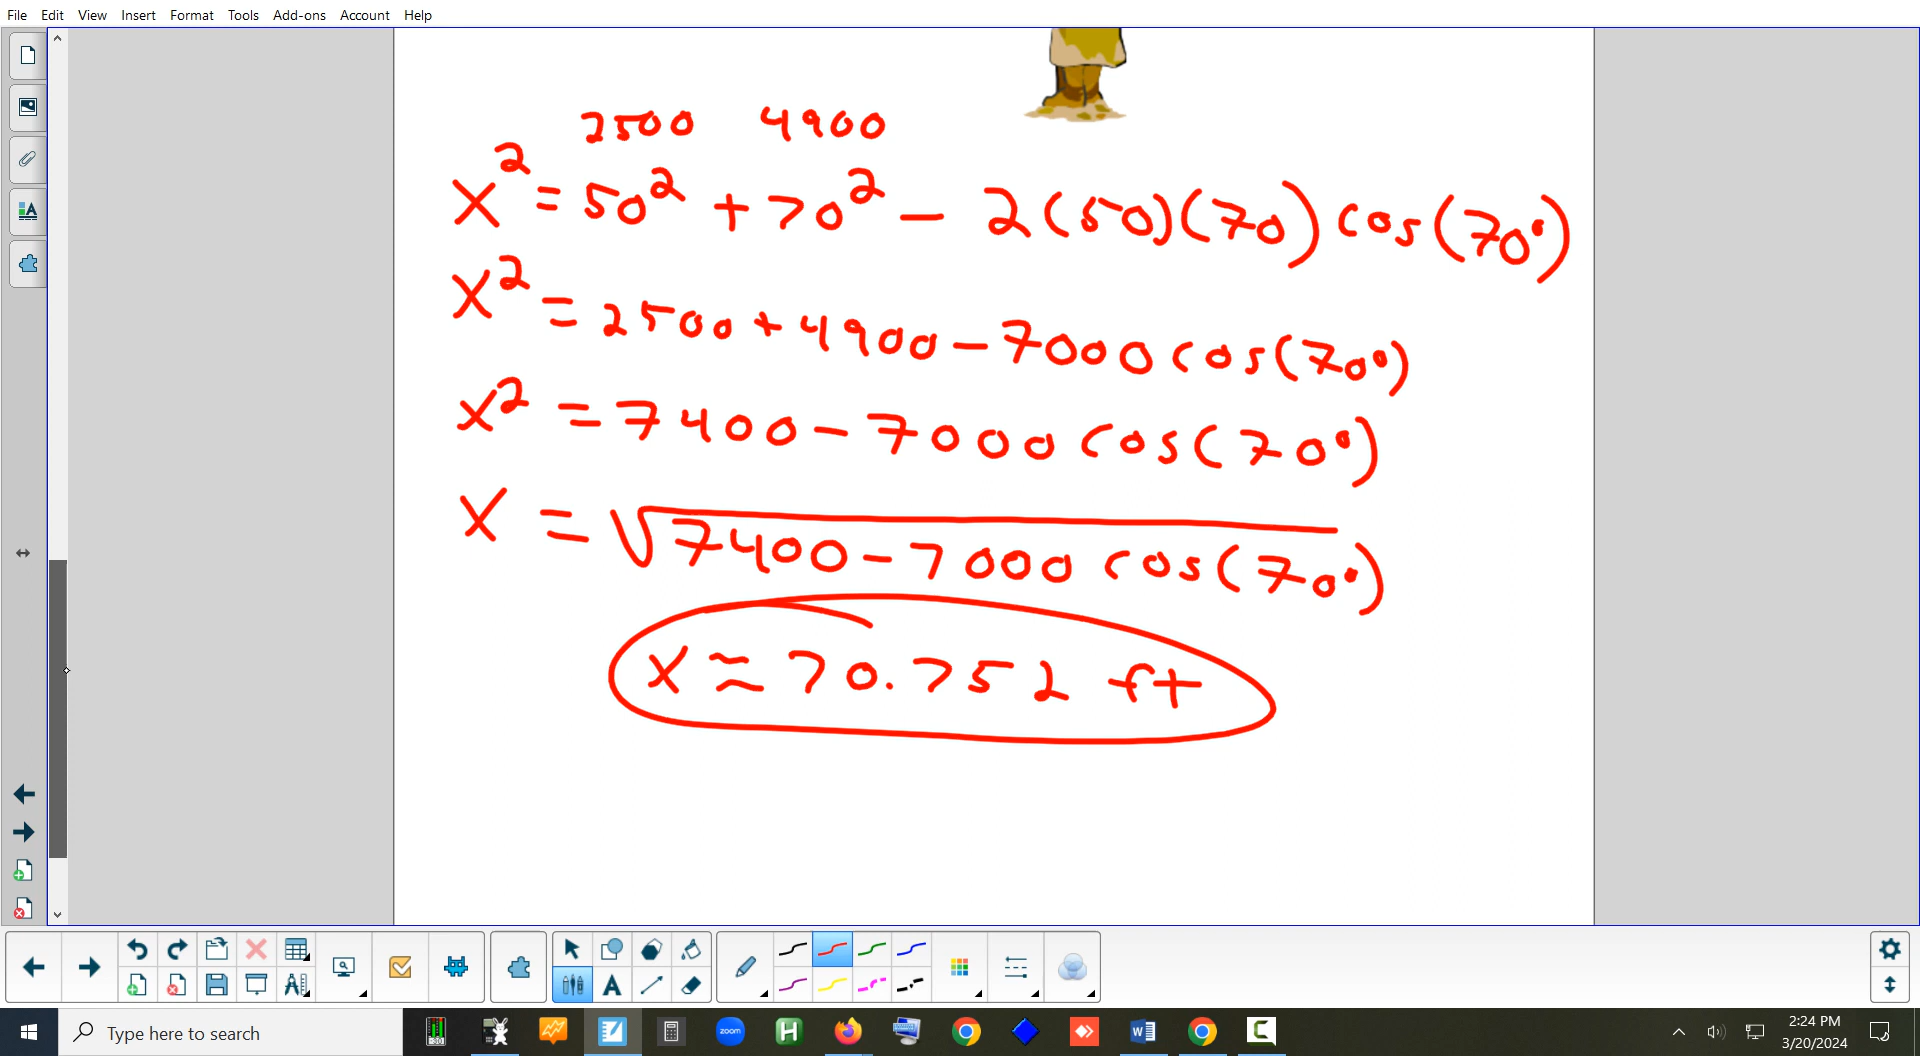 File Edit View Insert Format Tools Add-ons Account Help
2500 4900
x² = 50² + 70² − 2(50)(70) cos(70°)
x² = 2500 + 4900 − 7000 cos(70°)
x² = 7400 − 7000 cos(70°)
x = √7400 − 7000 cos(70°)
x ≈ 70.752 ft
A
A
zoom
H
W
C
Type here to search
2:24 PM
3/20/2024